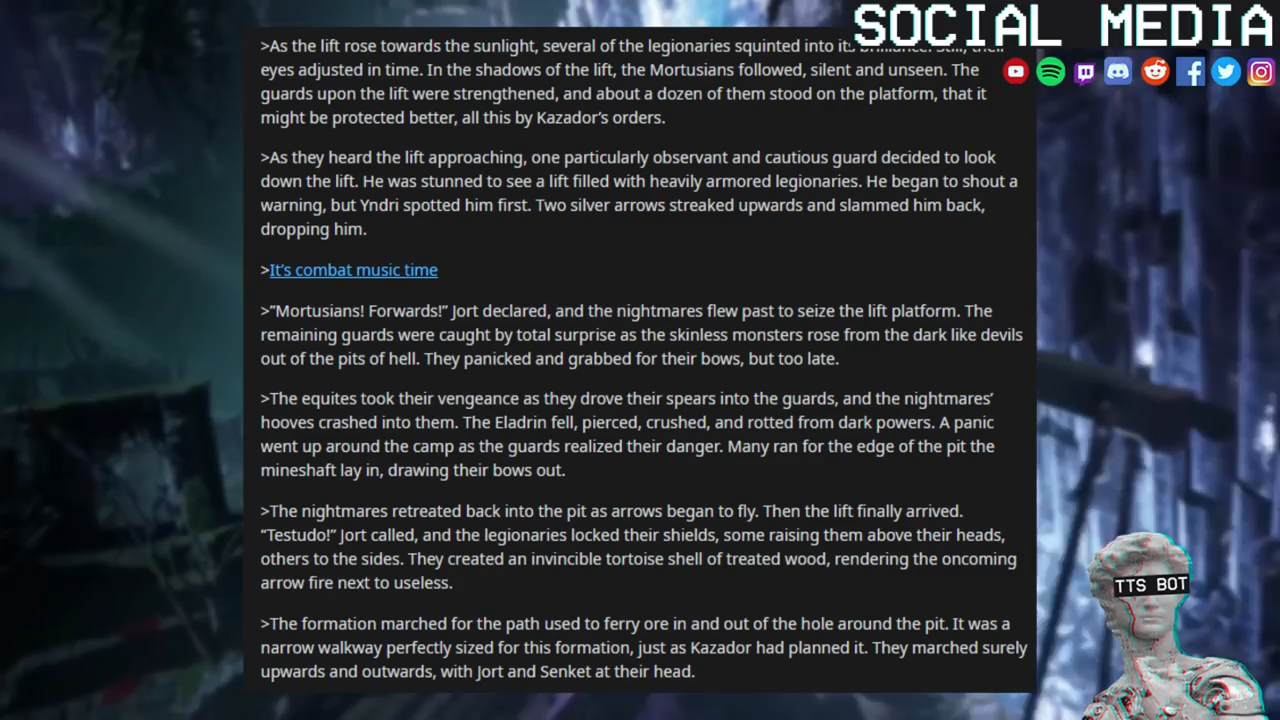 SOCIAL MEDIA
>As the lift rose towards the sunlight, several of the legionaries squinted into its brilliance. Still, their
eyes adjusted in time. In the shadows of the lift, the Mortusians followed, silent and unseen. The
guards upon the lift were strengthened, and about a dozen of them stood on the platform, that it
might be protected better, all this by Kazador’s orders.
>As they heard the lift approaching, one particularly observant and cautious guard decided to look
down the lift. He was stunned to see a lift filled with heavily armored legionaries. He began to shout a
warning, but Yndri spotted him first. Two silver arrows streaked upwards and slammed him back,
dropping him.
>It’s combat music time
>”Mortusians! Forwards!” Jort declared, and the nightmares flew past to seize the lift platform. The
remaining guards were caught by total surprise as the skinless monsters rose from the dark like devils
out of the pits of hell. They panicked and grabbed for their bows, but too late.
>The equites took their vengeance as they drove their spears into the guards, and the nightmares’
hooves crashed into them. The Eladrin fell, pierced, crushed, and rotted from dark powers. A panic
went up around the camp as the guards realized their danger. Many ran for the edge of the pit the
mineshaft lay in, drawing their bows out.
>The nightmares retreated back into the pit as arrows began to fly. Then the lift finally arrived.
“Testudo!” Jort called, and the legionaries locked their shields, some raising them above their heads,
others to the sides. They created an invincible tortoise shell of treated wood, rendering the oncoming
arrow fire next to useless.
>The formation marched for the path used to ferry ore in and out of the hole around the pit. It was a
narrow walkway perfectly sized for this formation, just as Kazador had planned it. They marched surely
upwards and outwards, with Jort and Senket at their head.
TTS BOT